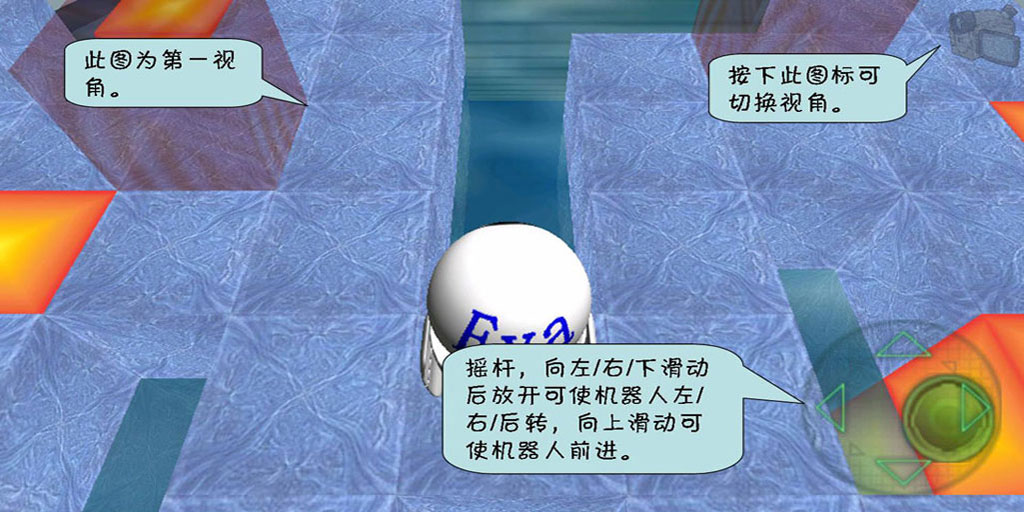 此图为第一视
角。
按下此图标可
切换视角。
Eva
摇杆，向左/右/下滑动
后放开可使机器人左/
右/后转，向上滑动可
使机器人前进。